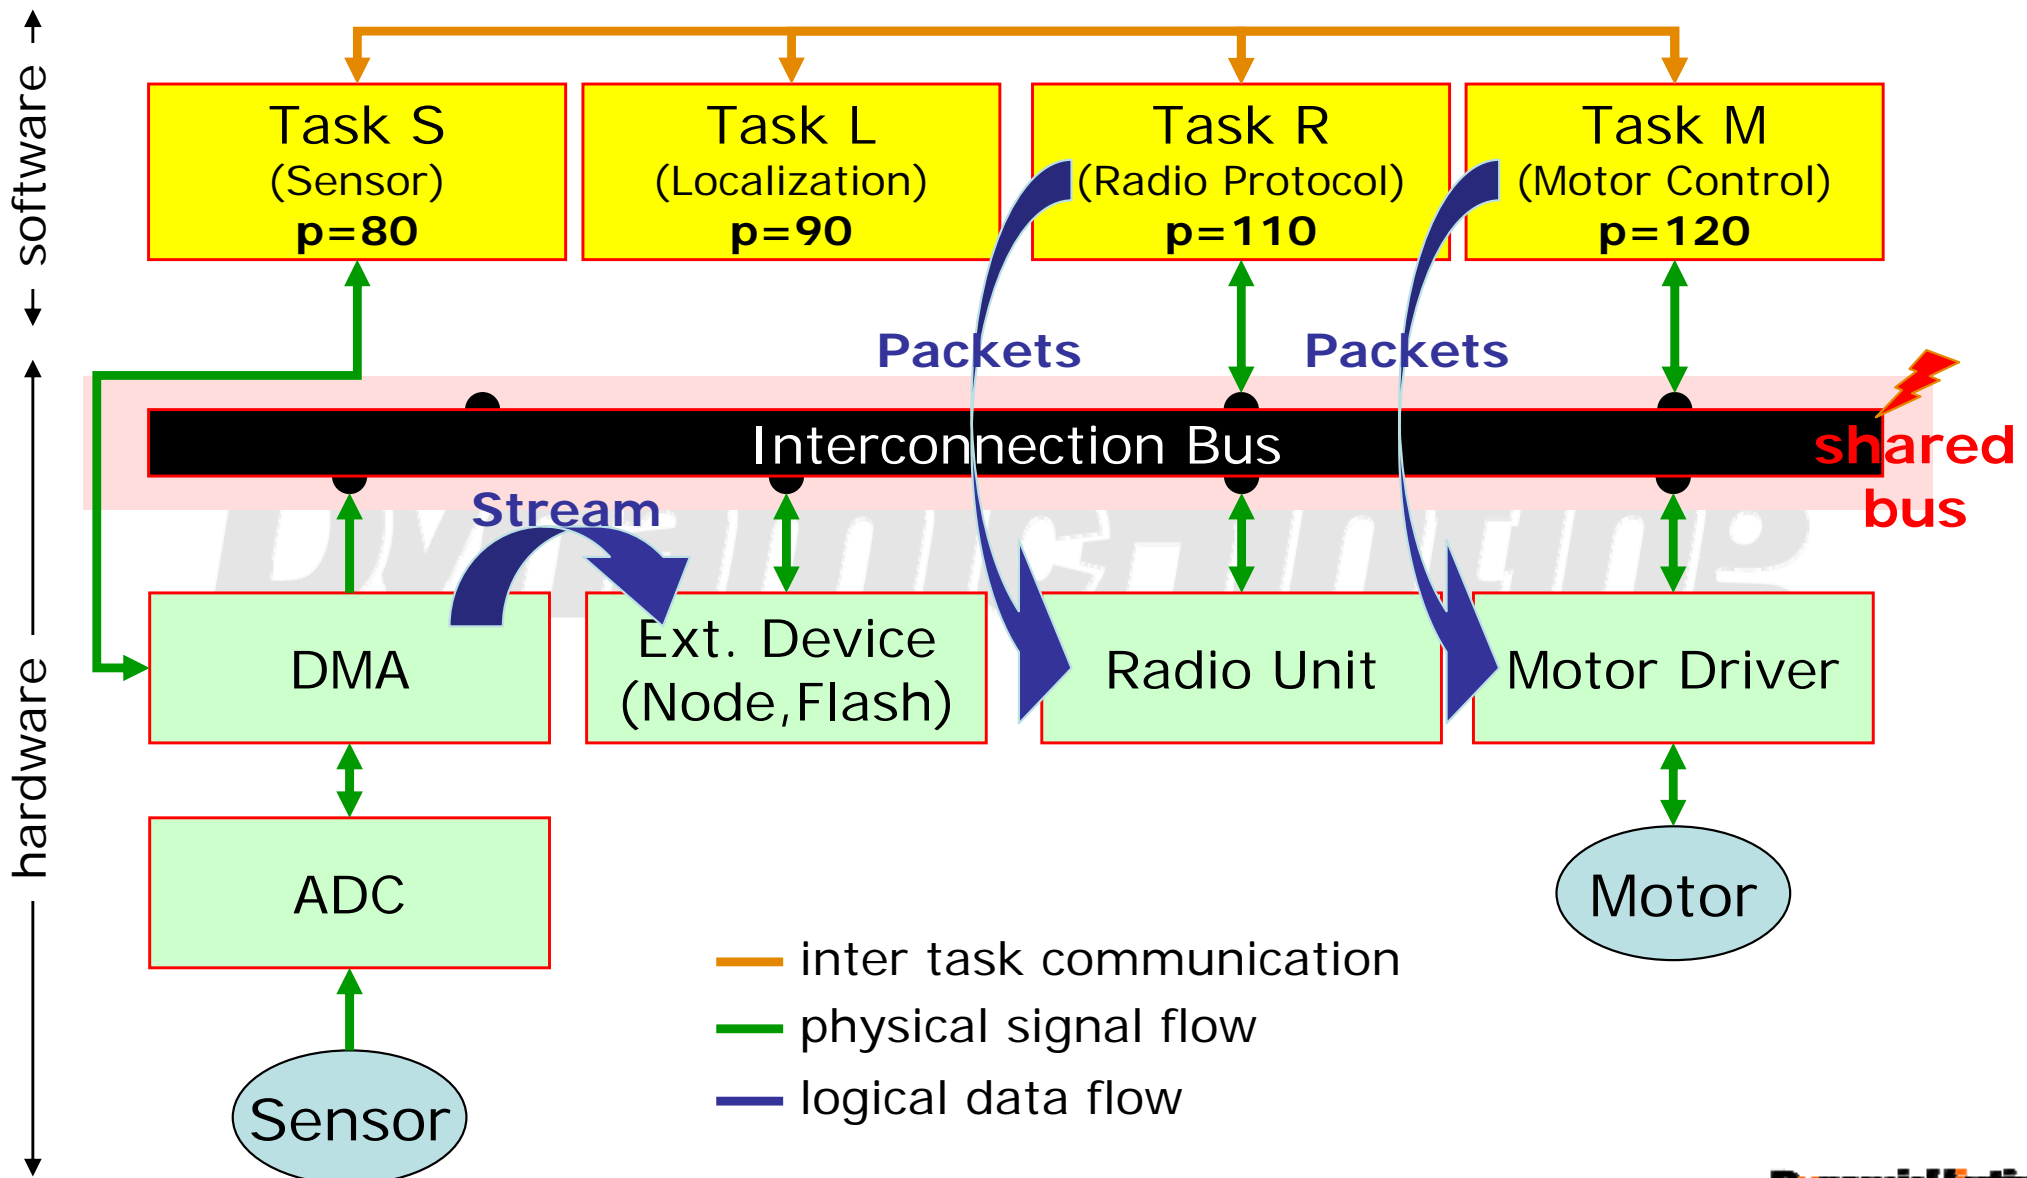 software
Task S
(Sensor)
p=80
Task L
(Localization)
p=90
Task R
(Radio Protocol)
p=110
Task M
(Motor Control)
p=120
Packets
Packets
Interconnection Bus
shared
bus
Stream
hardware
DMA
Ext. Device
(Node,Flash)
Radio Unit
Motor Driver
ADC
Motor
Sensor
inter task communication
physical signal flow
logical data flow